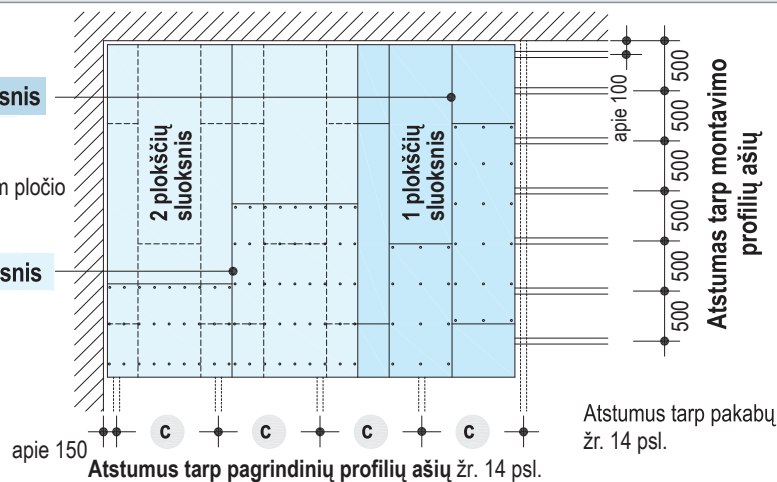 snis
m pločio
snis
2 plokščių
sluoksnis
1 plokščių
sluoksnis
apie 100
500
500
500
500
500
500
Atstumas tarp montavimo
profilių ašių
c
c
c
c
apie 150
Atstumus tarp pagrindinių profilių ašių žr. 14 psl.
Atstumus tarp pakabų
žr. 14 psl.